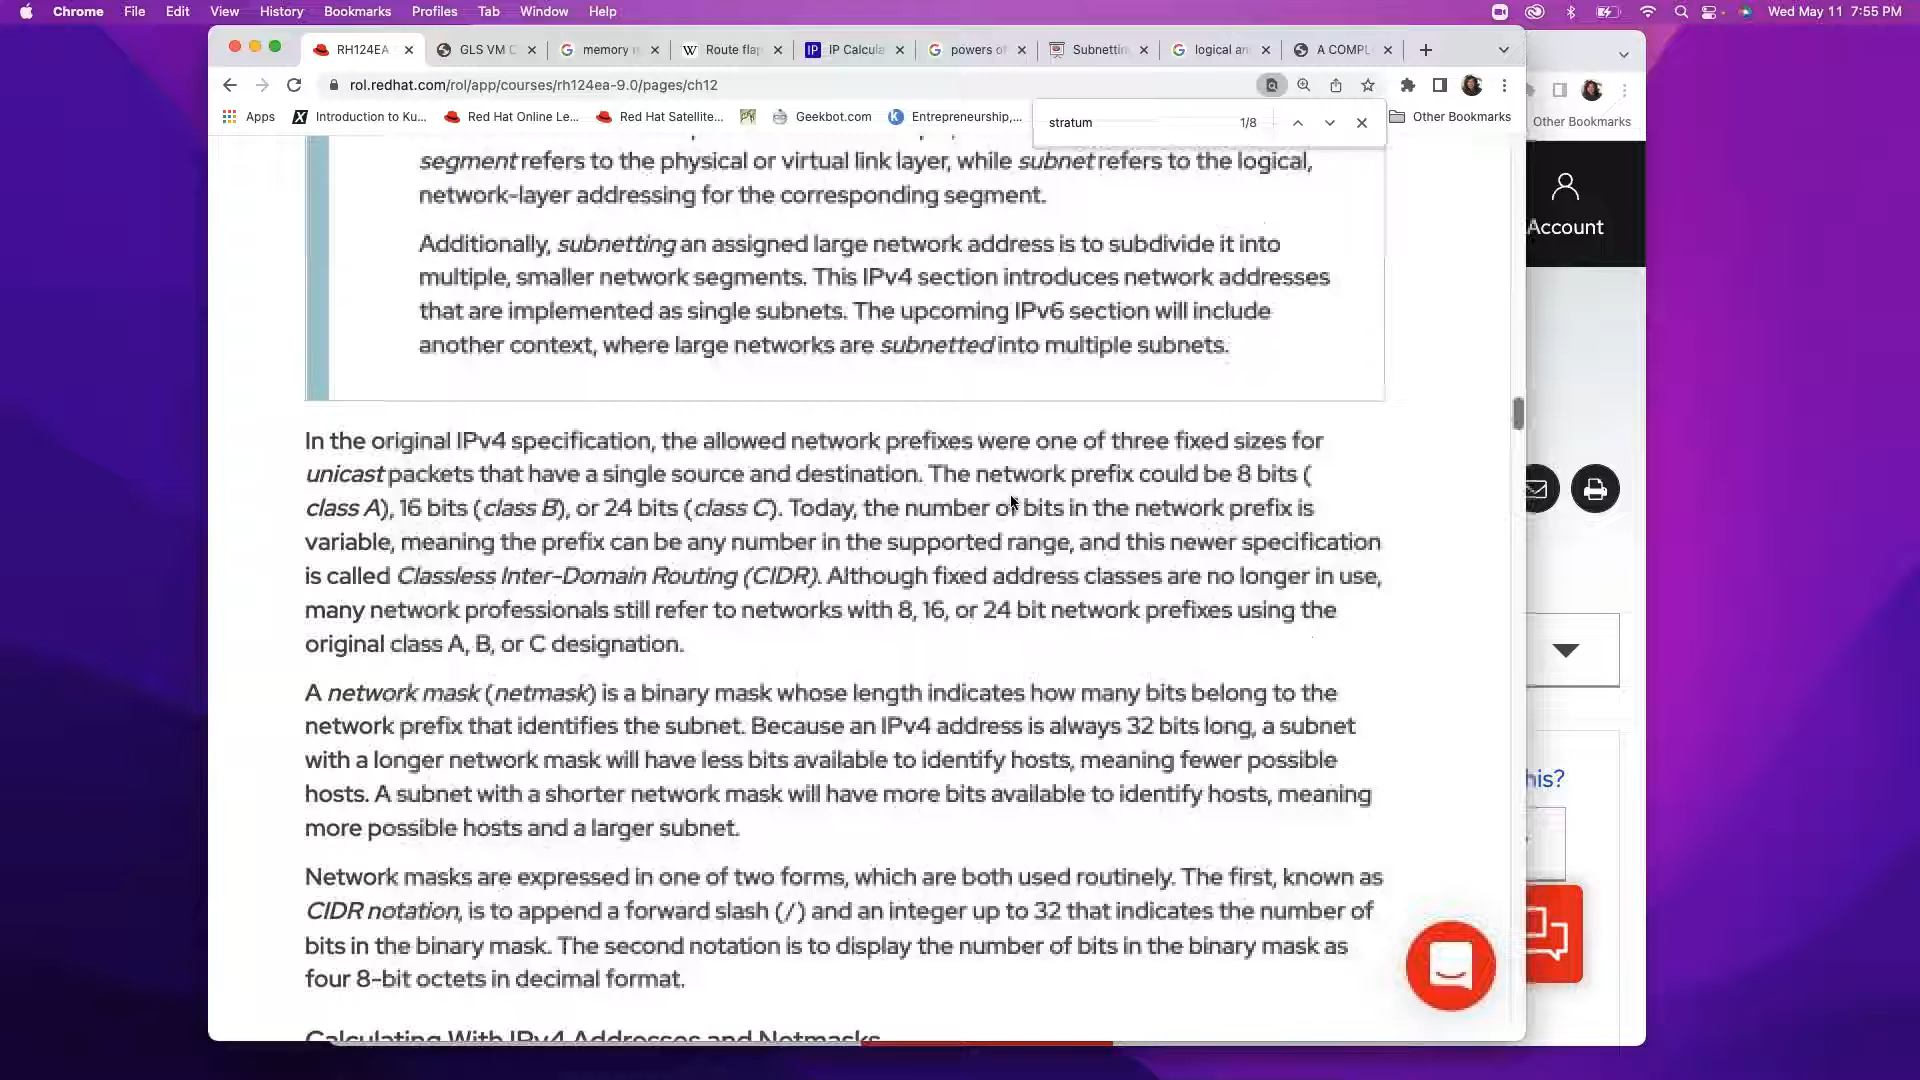 Chrome File Edit View History Bookmarks Profiles Tab Window Help Wed May 11 7:55 PM
RH124EA GLS VM C memory Route flap IP Calcula powers of Subnettin logical an A COMPL
rol.redhat.com/rol/app/courses/rh124ea-9.0/pages/ch12
Apps Introduction to Ku... Red Hat Online Le... Red Hat Satellite... Geekbot.com Entrepreneurship,... Other Bookmarks
stratum 1/8
Other Bookmarks
Account
segment refers to the physical or virtual link layer, while subnet refers to the logical,
network-layer addressing for the corresponding segment.
Additionally, subnetting an assigned large network address is to subdivide it into
multiple, smaller network segments. This IPv4 section introduces network addresses
that are implemented as single subnets. The upcoming IPv6 section will include
another context, where large networks are subnetted into multiple subnets.
In the original IPv4 specification, the allowed network prefixes were one of three fixed sizes for
unicast packets that have a single source and destination. The network prefix could be 8 bits (
class A), 16 bits (class B), or 24 bits (class C). Today, the number of bits in the network prefix is
variable, meaning the prefix can be any number in the supported range, and this newer specification
is called Classless Inter-Domain Routing (CIDR). Although fixed address classes are no longer in use,
many network professionals still refer to networks with 8, 16, or 24 bit network prefixes using the
original class A, B, or C designation.
A network mask (netmask) is a binary mask whose length indicates how many bits belong to the
network prefix that identifies the subnet. Because an IPv4 address is always 32 bits long, a subnet
with a longer network mask will have less bits available to identify hosts, meaning fewer possible
hosts. A subnet with a shorter network mask will have more bits available to identify hosts, meaning
more possible hosts and a larger subnet.
his?
Network masks are expressed in one of two forms, which are both used routinely. The first, known as
CIDR notation, is to append a forward slash (/) and an integer up to 32 that indicates the number of
bits in the binary mask. The second notation is to display the number of bits in the binary mask as
four 8-bit octets in decimal format.
Calculating With IPv4 Addresses and Netmasks